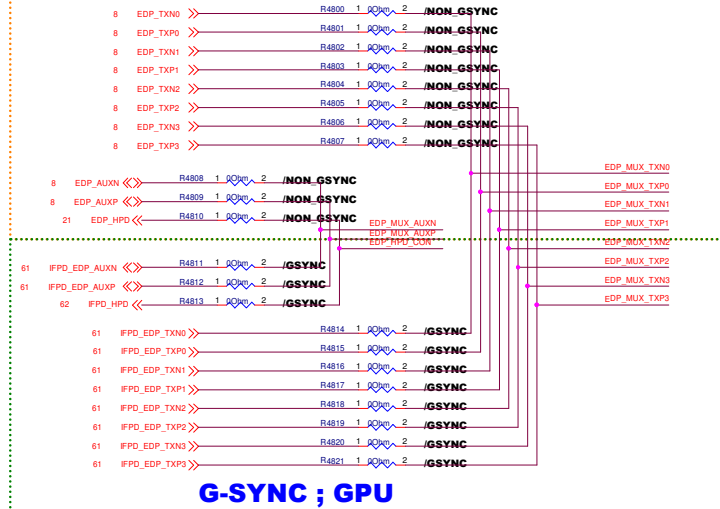 8 EDP_TXN0 R4800 1 0Ohm 2 /NON_GSYNC
8 EDP_TXP0 R4801 1 0Ohm 2 /NON_GSYNC
8 EDP_TXN1 R4802 1 0Ohm 2 /NON_GSYNC
8 EDP_TXP1 R4803 1 0Ohm 2 /NON_GSYNC
8 EDP_TXN2 R4804 1 0Ohm 2 /NON_GSYNC
8 EDP_TXP2 R4805 1 0Ohm 2 /NON_GSYNC
8 EDP_TXN3 R4806 1 0Ohm 2 /NON_GSYNC
8 EDP_TXP3 R4807 1 0Ohm 2 /NON_GSYNC
EDP_MUX_TXN0
8 EDP_AUXN R4808 1 0Ohm 2 /NON_GSYNC
EDP_MUX_TXP0
8 EDP_AUXP R4809 1 0Ohm 2 /NON_GSYNC
EDP_MUX_TXN1
21 EDP_HPD R4810 1 0Ohm 2 /NON_GSYNC
EDP_MUX_AUXN EDP_MUX_TXP1
EDP_MUX_AUXP
EDP_HPD_CON EDP_MUX_TXN2
61 IFPD_EDP_AUXN R4811 1 0Ohm 2 /GSYNC
EDP_MUX_TXP2
61 IFPD_EDP_AUXP R4812 1 0Ohm 2 /GSYNC
EDP_MUX_TXN3
62 IFPD_HPD R4813 1 0Ohm 2 /GSYNC
EDP_MUX_TXP3
61 IFPD_EDP_TXN0 R4814 1 0Ohm 2 /GSYNC
61 IFPD_EDP_TXP0 R4815 1 0Ohm 2 /GSYNC
61 IFPD_EDP_TXN1 R4816 1 0Ohm 2 /GSYNC
61 IFPD_EDP_TXP1 R4817 1 0Ohm 2 /GSYNC
61 IFPD_EDP_TXN2 R4818 1 0Ohm 2 /GSYNC
61 IFPD_EDP_TXP2 R4819 1 0Ohm 2 /GSYNC
61 IFPD_EDP_TXN3 R4820 1 0Ohm 2 /GSYNC
61 IFPD_EDP_TXP3 R4821 1 0Ohm 2 /GSYNC
G-SYNC ; GPU